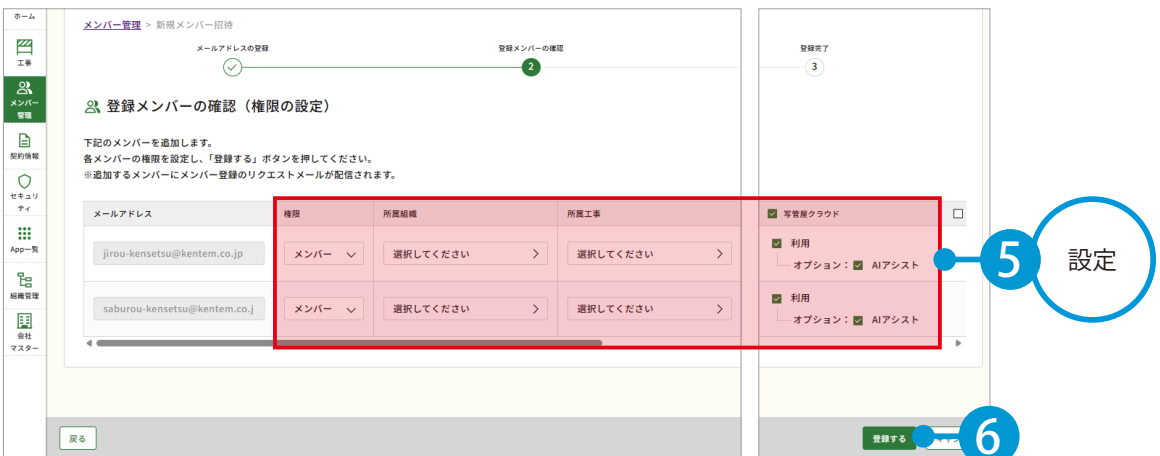 ホーム
工事
メンバー
管理
契約情報
セキュリ
ティ
App一覧
組織管理
会社
マスター
メンバー管理 > 新規メンバー招待
メールアドレスの登録
登録メンバーの確認
登録完了
2
3
登録メンバーの確認（権限の設定）
下記のメンバーを追加します。
各メンバーの権限を設定し、「登録する」ボタンを押してください。
※追加するメンバーにメンバー登録のリクエストメールが配信されます。
メールアドレス 権限 所属組織 所属工事 写管屋クラウド
jirou-kensetsu@kentem.co.jp メンバー 選択してください 選択してください 利用
オプション： AIアシスト
saburou-kensetsu@kentem.co.j メンバー 選択してください 選択してください 利用
オプション： AIアシスト
5 設定
戻る
登録する
6